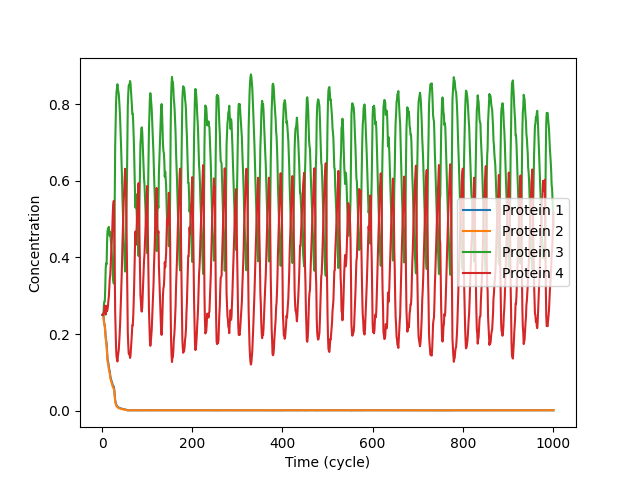 0.8
0.6
0.4
0.2
0.0
Concentration
Protein 1
Protein 2
Protein 3
Protein 4
0 200 400 600 800 1000
Time (cycle)